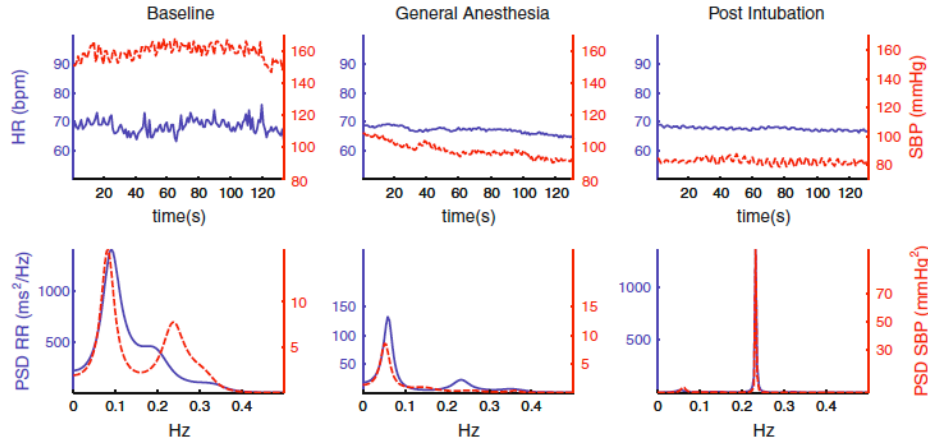 Baseline
General Anesthesia
Post Intubation
HR (bpm)
90
80
70
60
160
140
120
100
80
90
80
70
60
160
140
120
100
80
90
80
70
60
160
140
120
100
80
SBP (mmHg)
20 40 60 80 100 120
20 40 60 80 100 120
20 40 60 80 100 120
time(s)
time(s)
time(s)
PSD RR (ms²/Hz)
1000
500
10
5
150
100
50
15
10
5
1000
500
90
70
50
30
PSD SBP (mmHg²)
0 0.1 0.2 0.3 0.4
0 0.1 0.2 0.3 0.4
0 0.1 0.2 0.3 0.4
Hz
Hz
Hz